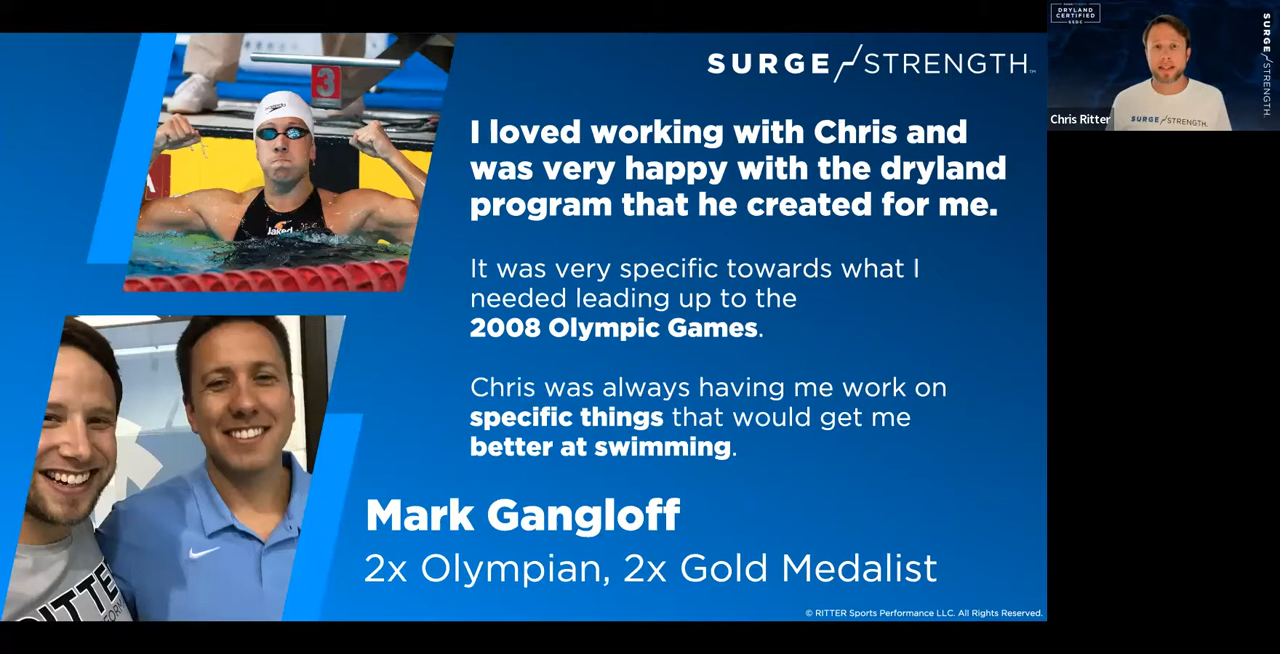 SURGE STRENGTH™
I loved working with Chris and
was very happy with the dryland
program that he created for me.
It was very specific towards what I
needed leading up to the
2008 Olympic Games.
Chris was always having me work on
specific things that would get me
better at swimming.
Mark Gangloff
2x Olympian, 2x Gold Medalist
© RITTER Sports Performance LLC. All Rights Reserved.
3
speedo
Jaked
DRYLAND
CERTIFIED
SURGE STRENGTH.
SURGE STRENGTH.
Chris Ritter